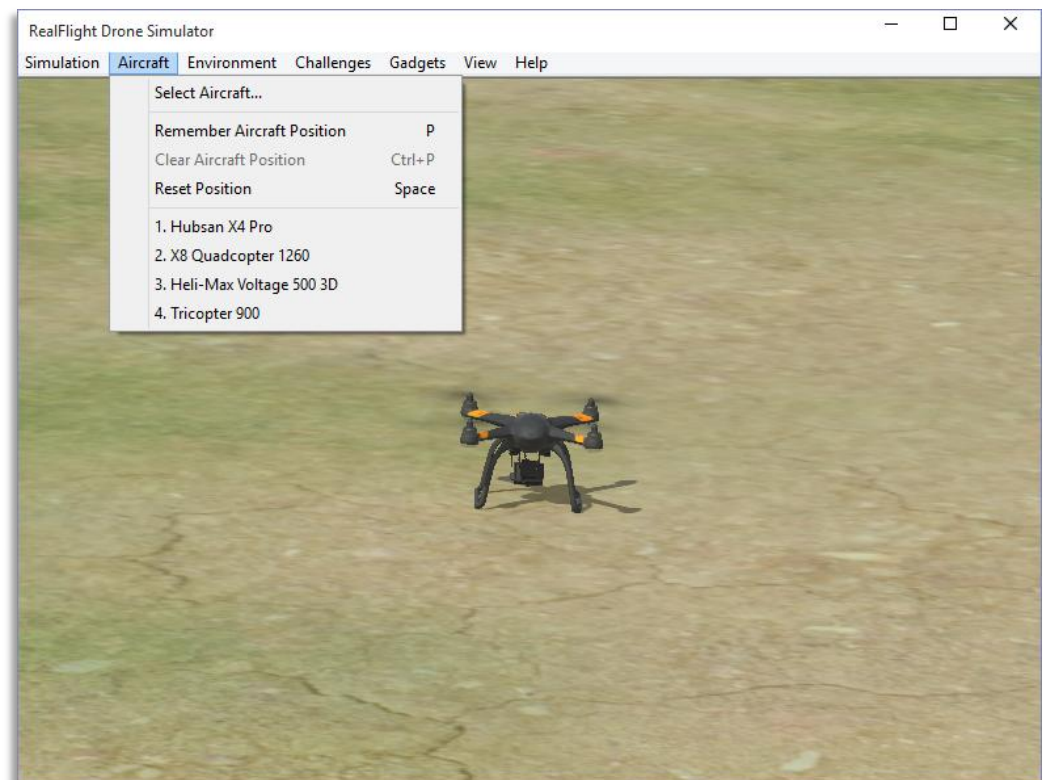 RealFlight Drone Simulator
Simulation Aircraft Environment Challenges Gadgets View Help
Select Aircraft...
Remember Aircraft Position P
Clear Aircraft Position Ctrl+P
Reset Position Space
1. Hubsan X4 Pro
2. X8 Quadcopter 1260
3. Heli-Max Voltage 500 3D
4. Tricopter 900